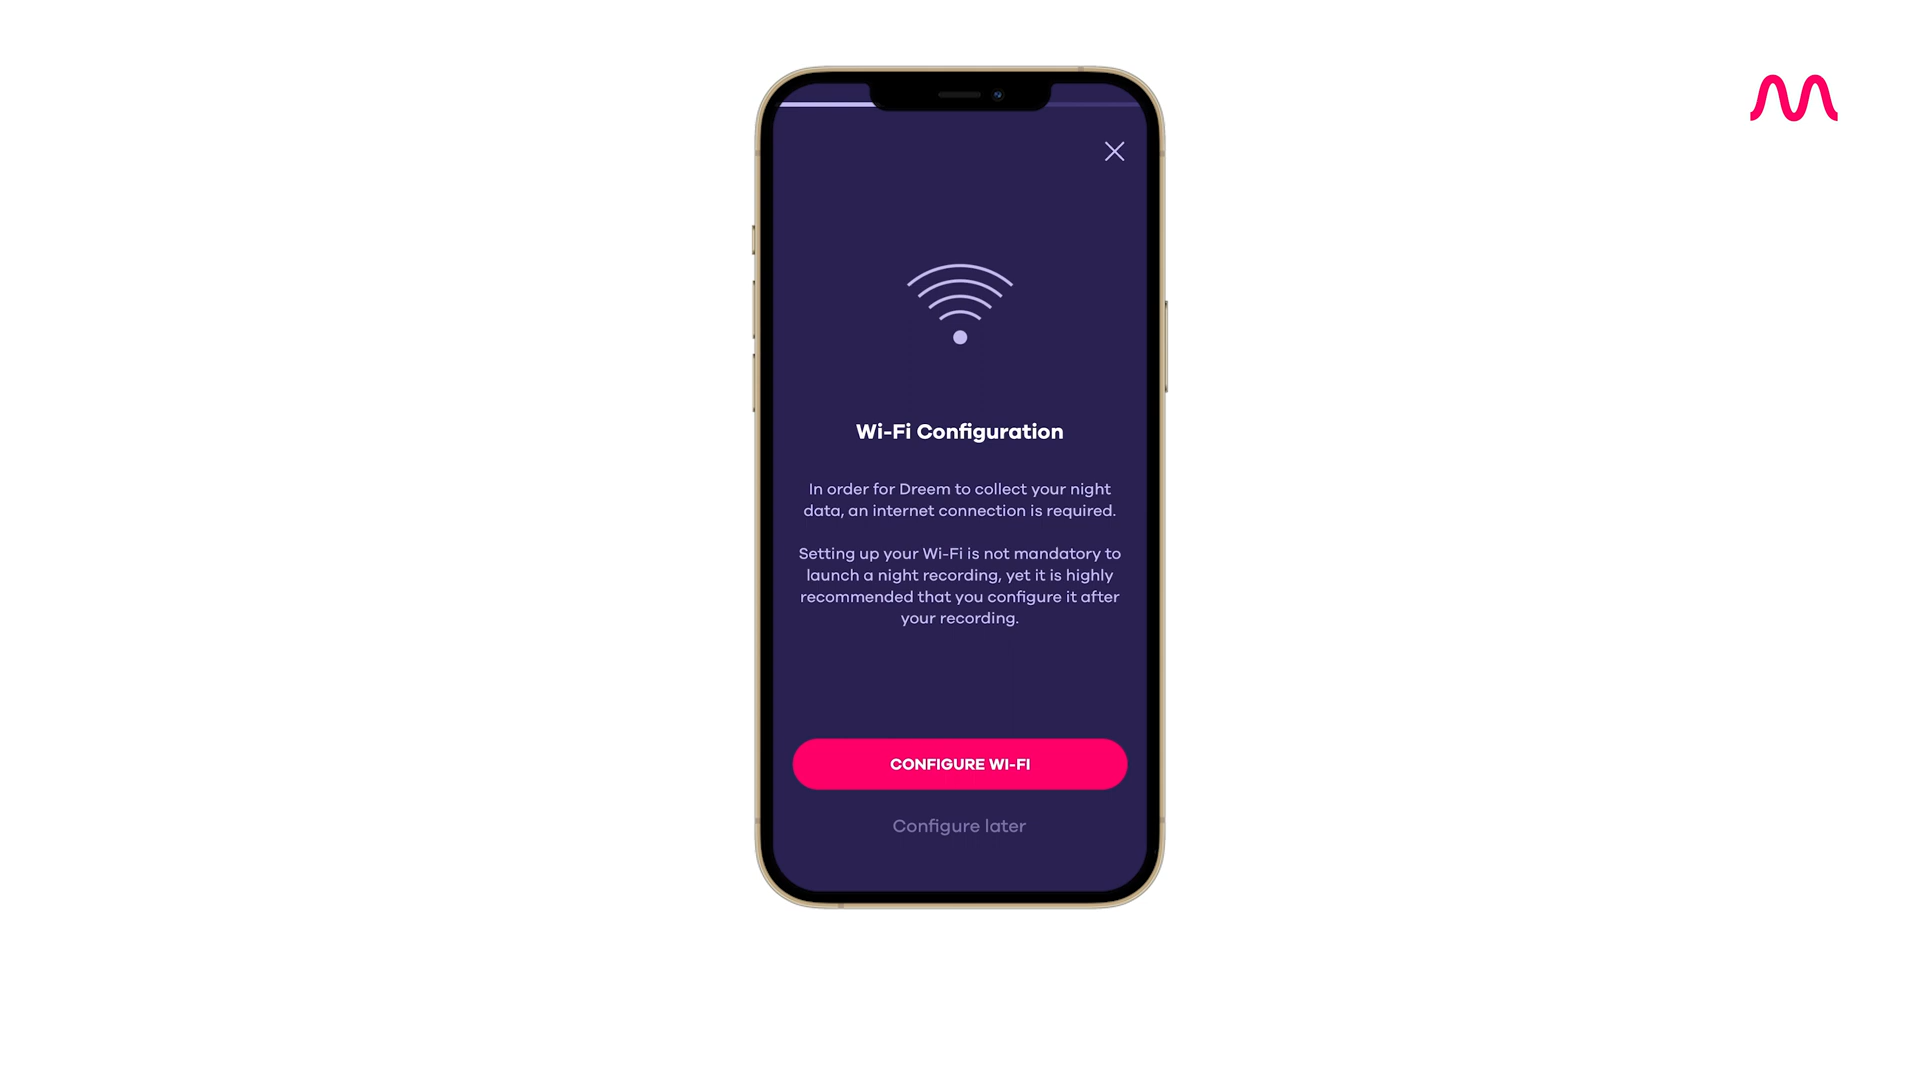 Wi-Fi Configuration
In order for Dreem to collect your night
data, an internet connection is required.
Setting up your Wi-Fi is not mandatory to
launch a night recording, yet it is highly
recommended that you configure it after
your recording.
CONFIGURE WI-FI
Configure later